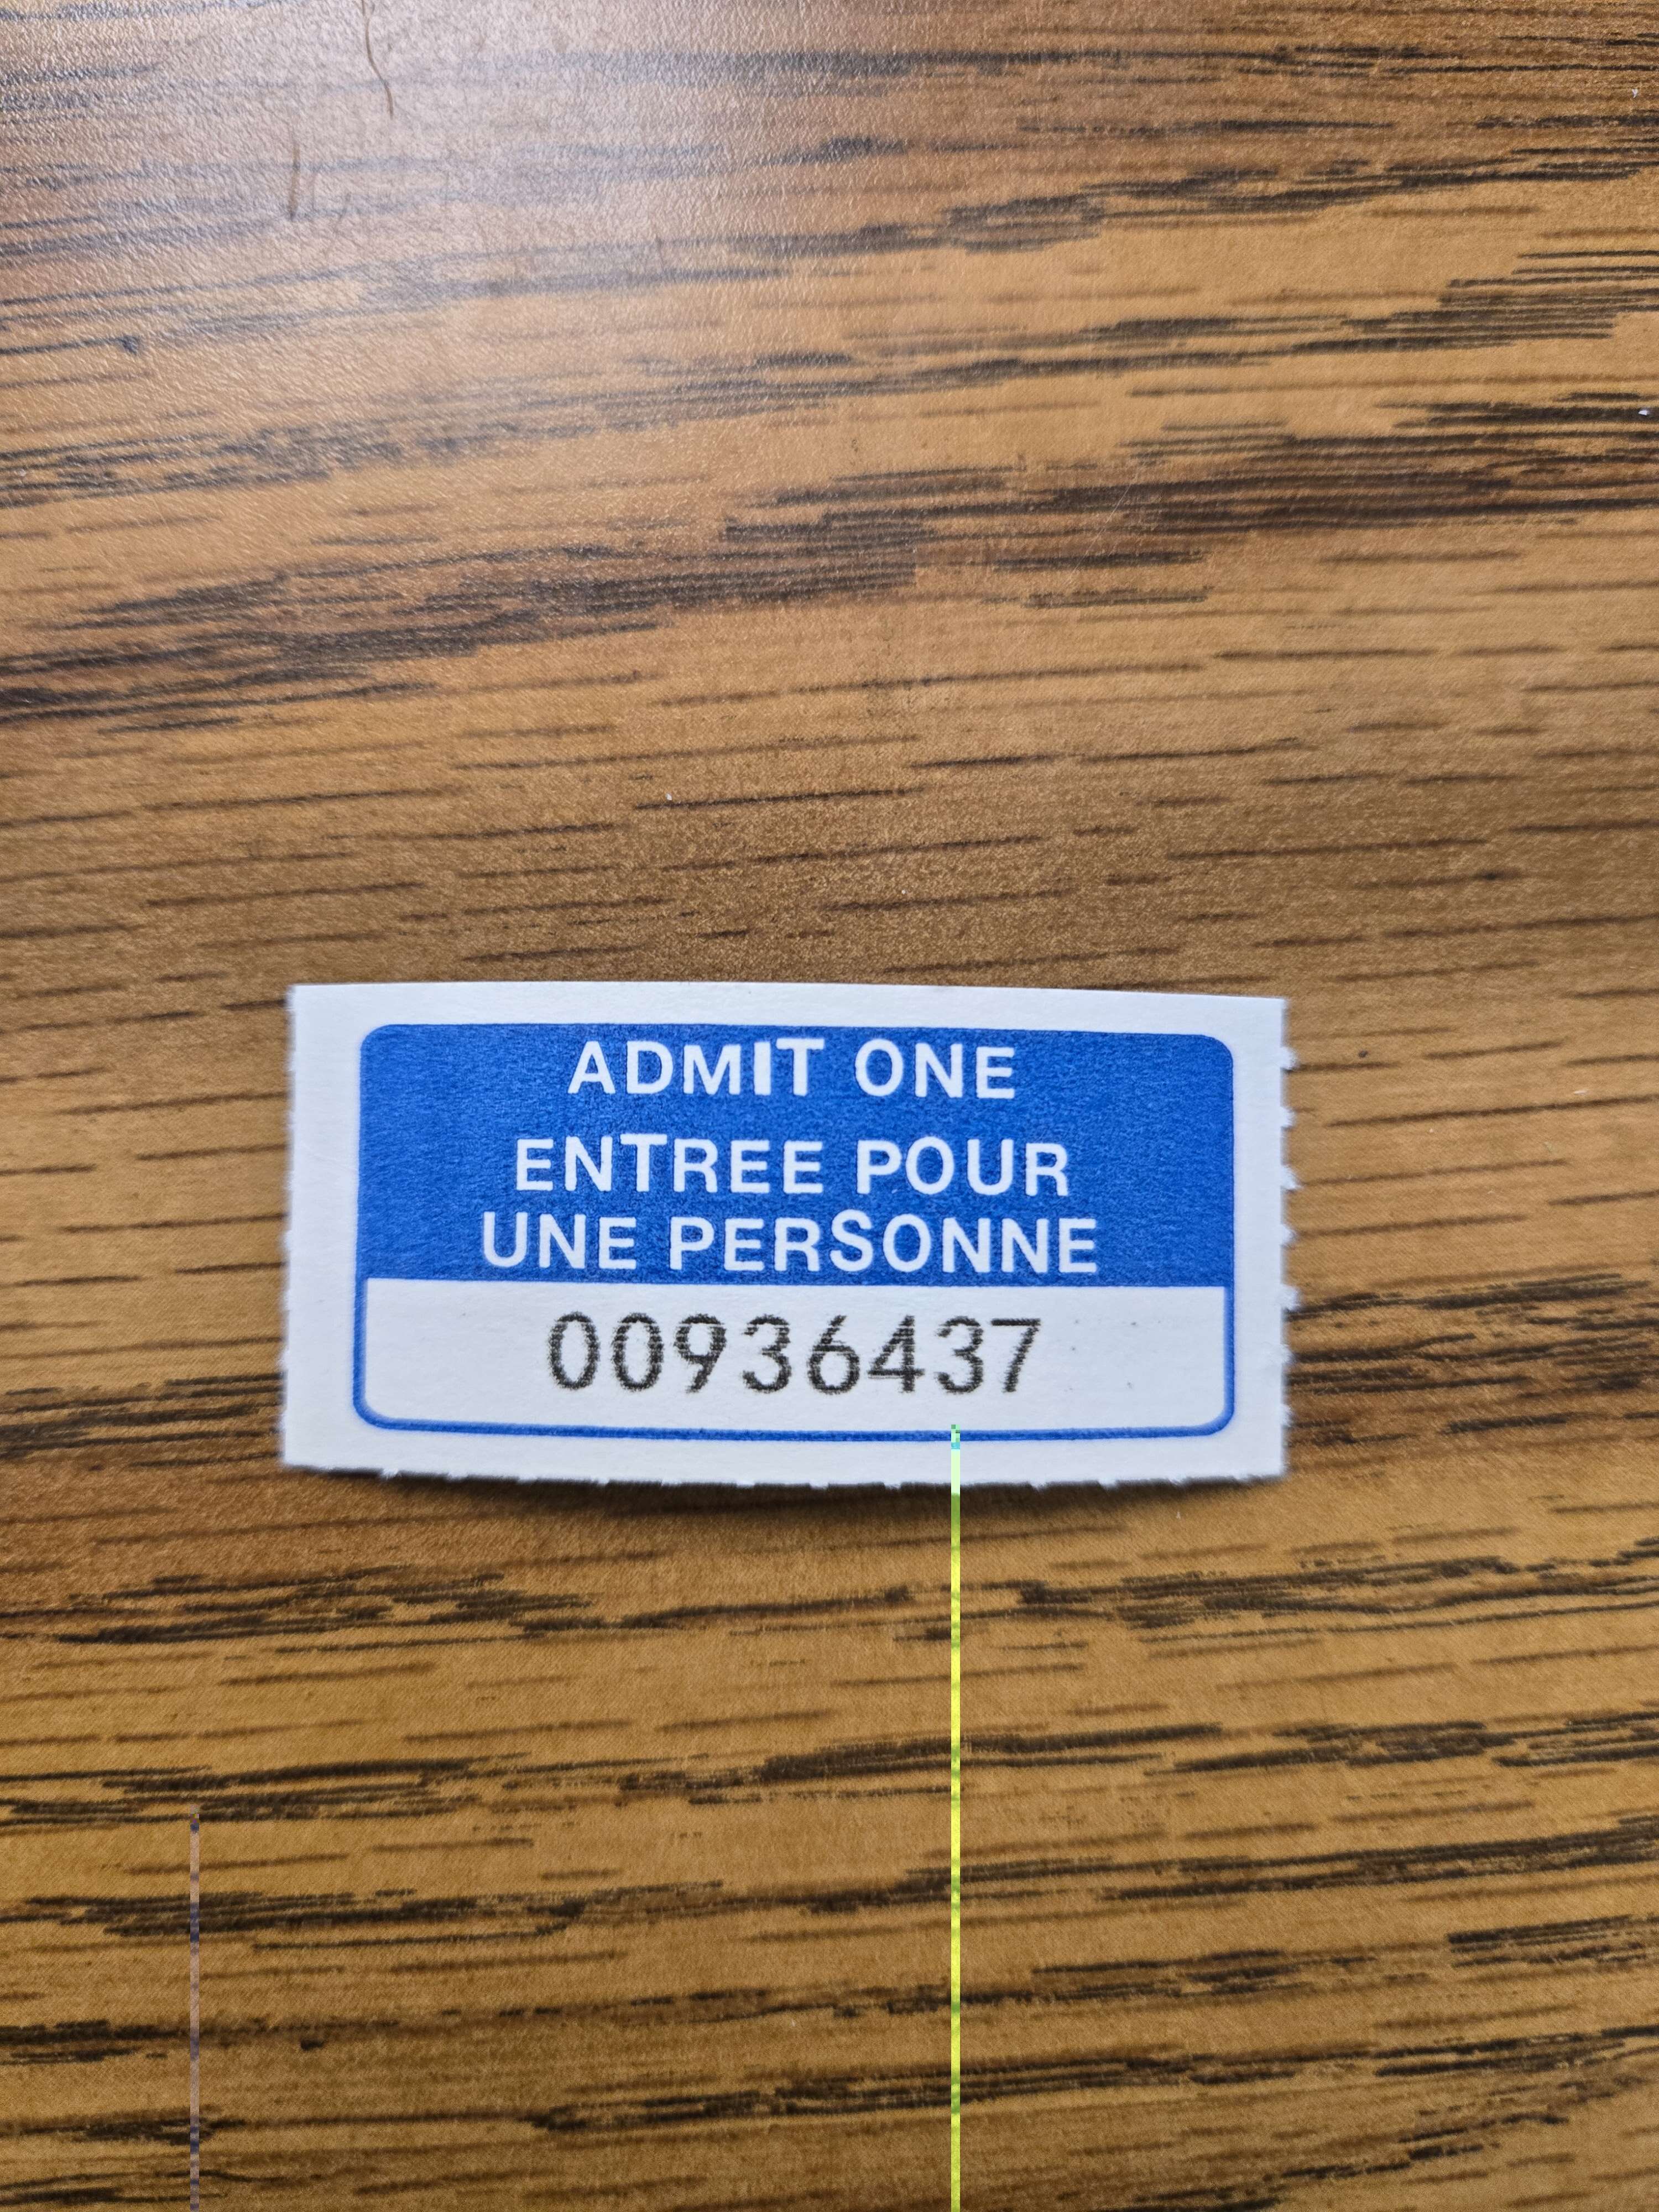 ADMIT ONE
ENTREE POUR
UNE PERSONNE
00936437